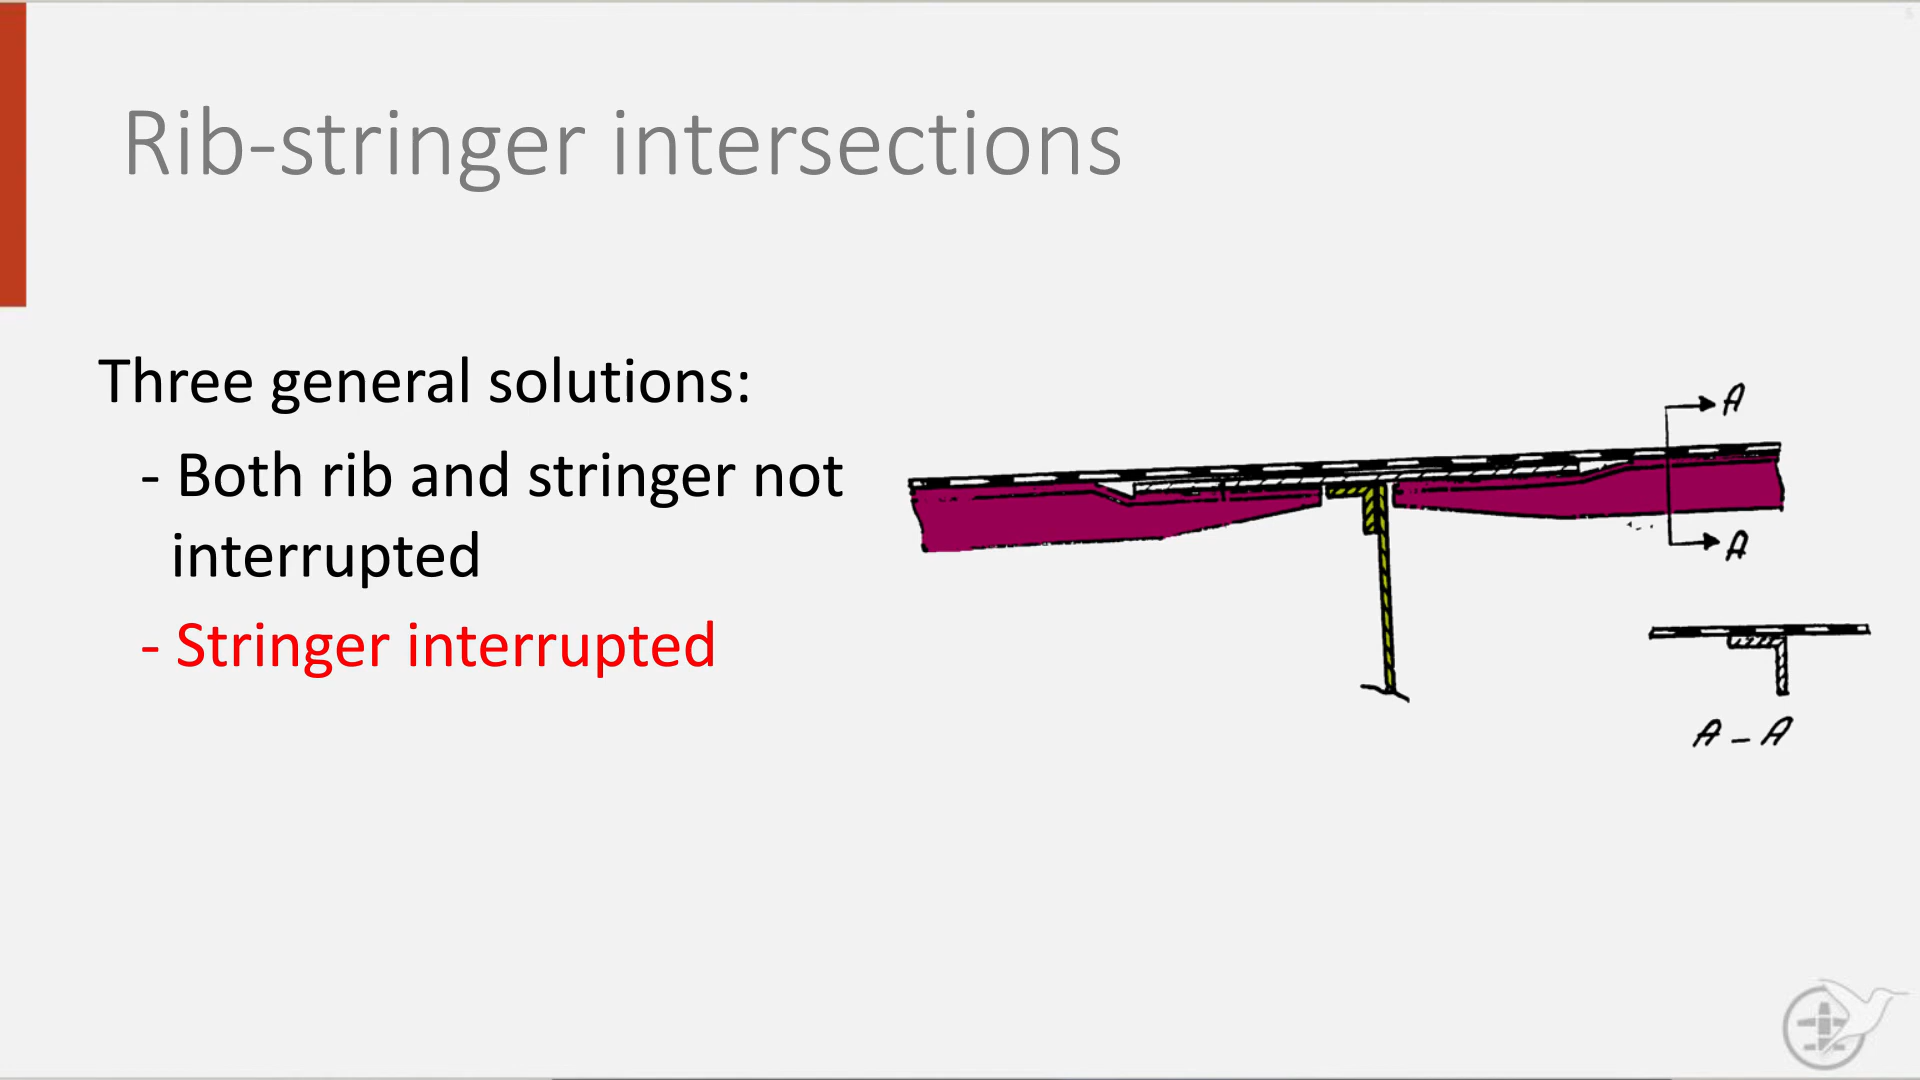 Rib-stringer intersections
Three general solutions:
- Both rib and stringer not
interrupted
- Stringer interrupted
A
A
A - A